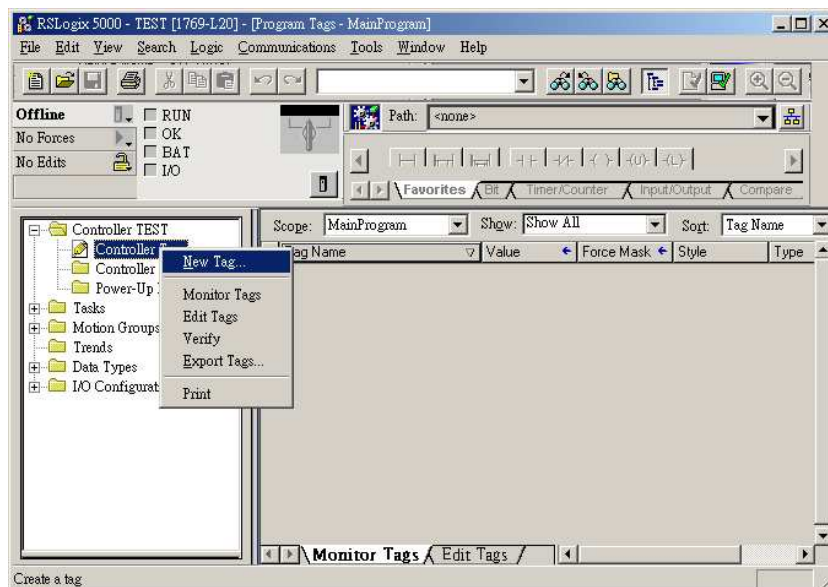 RSLogix 5000 - TEST [1769-L20] - [Program Tags - MainProgram]
File Edit View Search Logic Communications Tools Window Help
Offline
RUN
Path: <none>
No Forces
OK
No Edits
BAT
I/O
Favorites Bit Timer/Counter Input/Output Compare
Controller TEST
Controller
Controller
Power-Up
Tasks
Motion Groups
Trends
Data Types
I/O Configurat
New Tag...
Monitor Tags
Edit Tags
Verify
Export Tags...
Print
Scope: MainProgram Show: Show All Sort: Tag Name
Tag Name Value Force Mask Style Type
Monitor Tags Edit Tags
Create a tag